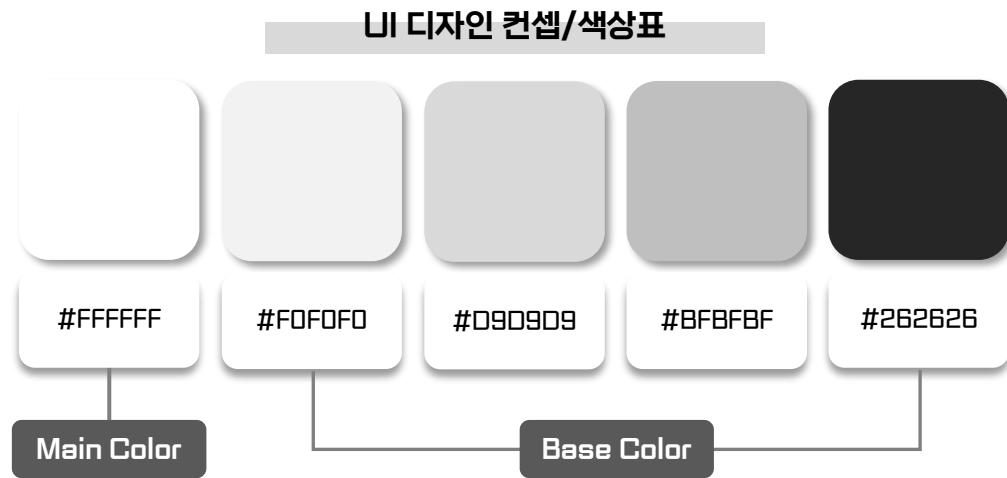 UI 디자인 컨셉/색상표
#FFFFFF
#F0F0F0
#D9D9D9
#BFBFBF
#262626
Main Color
Base Color